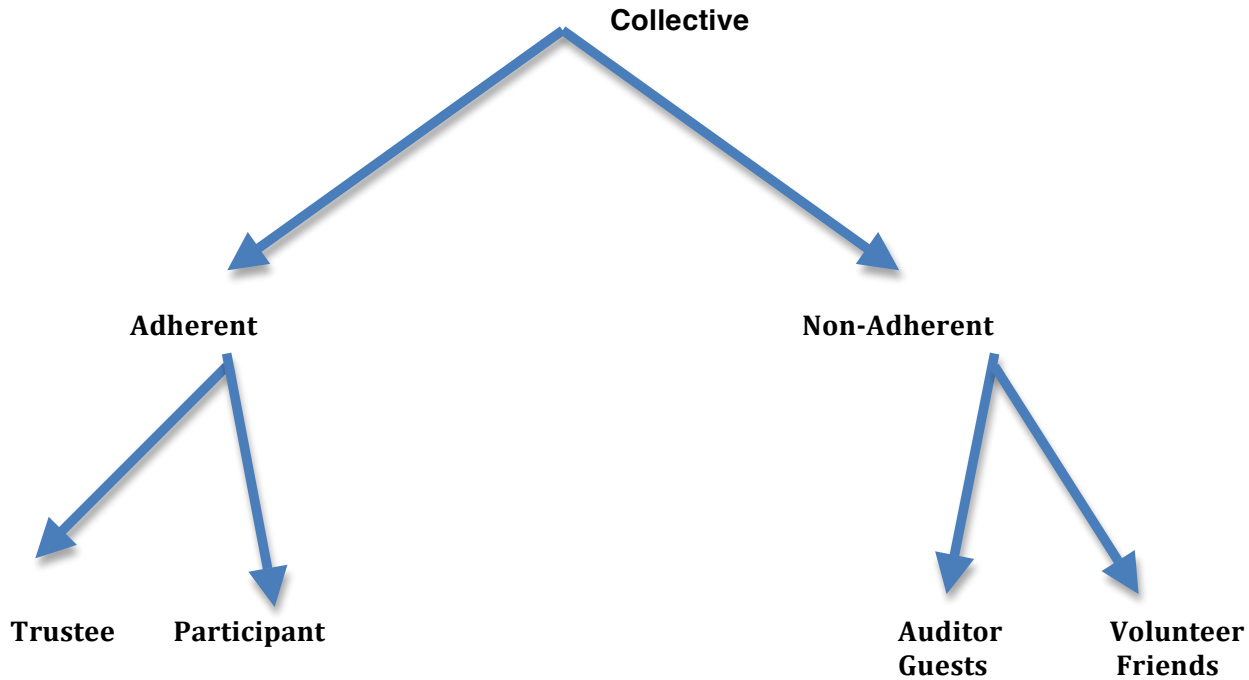 Collective
Adherent
Non-Adherent
Trustee
Participant
Auditor
Guests
Volunteer
Friends